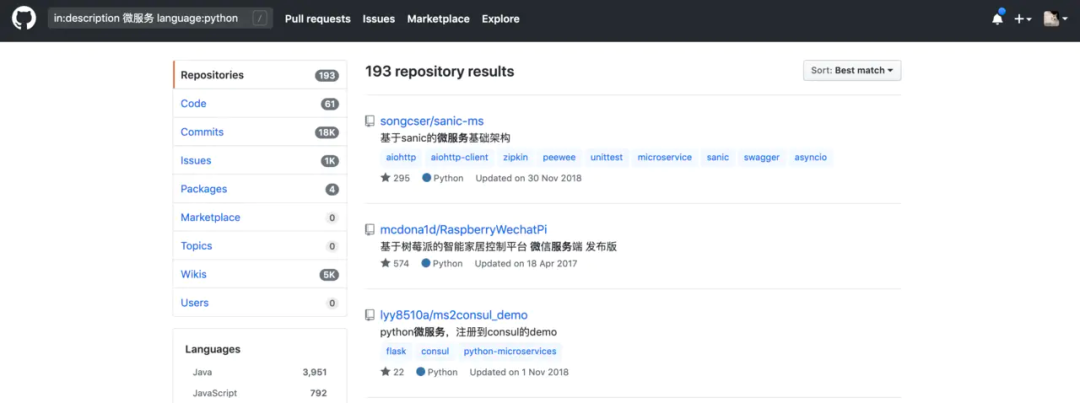 in:description 微服务 language:python / Pull requests Issues Marketplace Explore
Repositories 193
Code 61
Commits 18K
Issues 1K
Packages 4
Marketplace 0
Topics 0
Wikis 5K
Users 0
Languages
Java 3,951
JavaScript 792
193 repository results Sort: Best match
songcser/sanic-ms
基于sanic的微服务基础架构
aiohttp aiohttp-client zipkin peewee unittest microservice sanic swagger asyncio
295 Python Updated on 30 Nov 2018
mcdona1d/RaspberryWechatPi
基于树莓派的智能家居控制平台 微信服务端 发布版
574 Python Updated on 18 Apr 2017
lyy8510a/ms2consul_demo
python微服务，注册到consul的demo
flask consul python-microservices
22 Python Updated on 1 Nov 2018